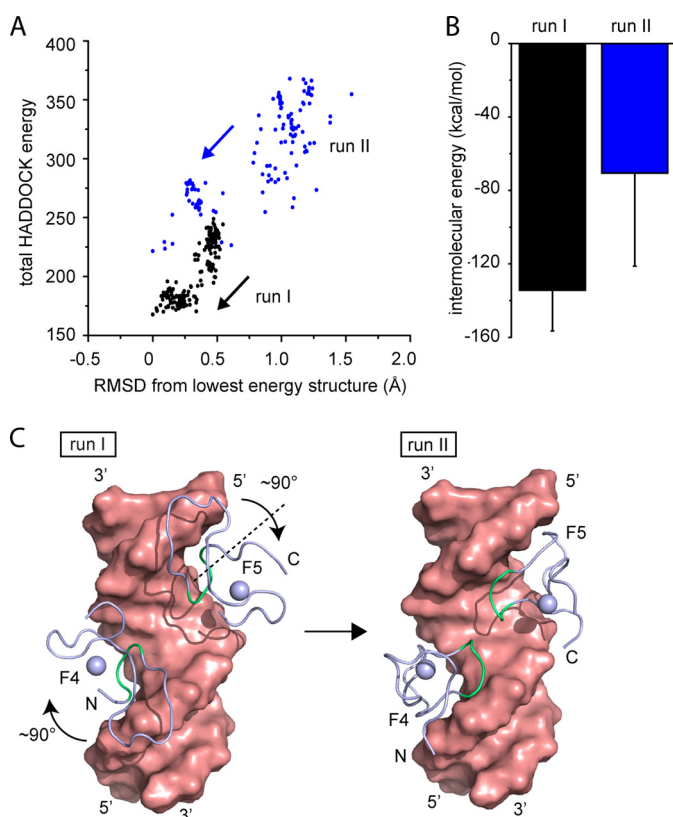 A
400
350
300
250
200
150
total HADDOCK energy
run II
run I
-0.5
0
0.5
1.0
1.5
2.0
RMSD from lowest energy structure (Å)
B
run I
run II
0
-40
-80
-120
-160
intermolecular energy (kcal/mol)
C
run I
3’
5’
~90°
C
F5
F4
N
~90°
5’
3’
run II
3’
5’
F5
C
F4
N
5’
3’